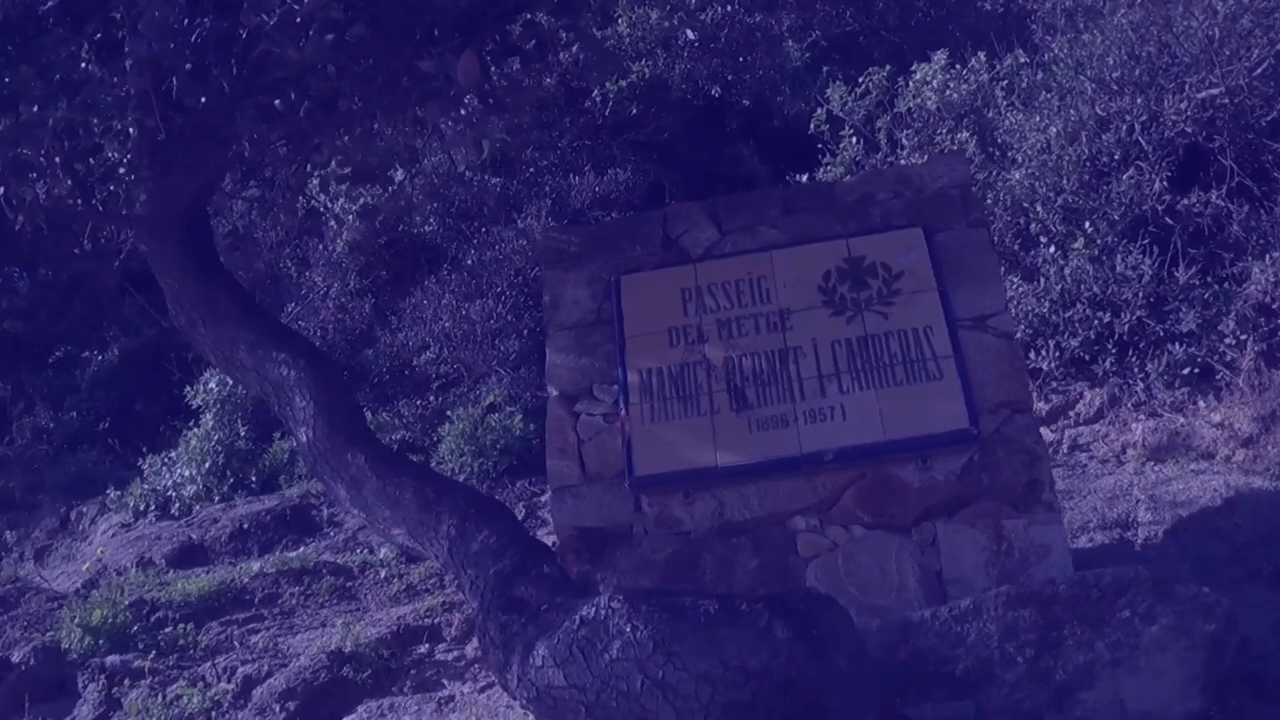 PASSEIG
DEL METGE
MANUEL BERNAT I CARRERAS
(1896-1957)